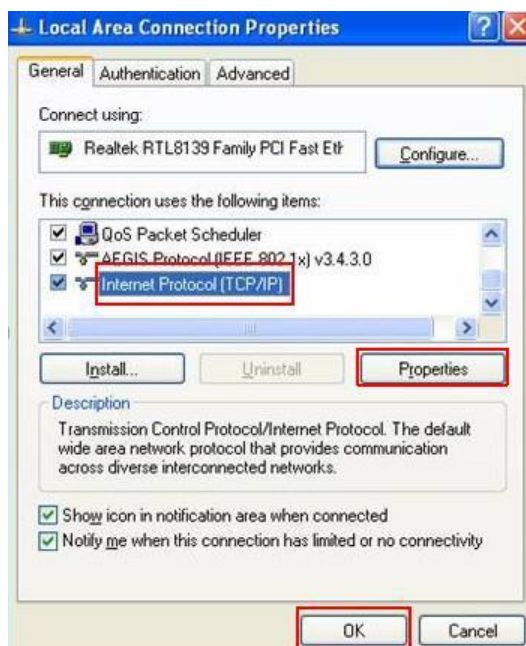 Local Area Connection Properties
General Authentication Advanced
Connect using:
Realtek RTL8139 Family PCI Fast Eth
Configure...
This connection uses the following items:
QoS Packet Scheduler
AEGIS Protocol (IEEE 802.1x) v3.4.3.0
Internet Protocol (TCP/IP)
Install... Uninstall Properties
Description
Transmission Control Protocol/Internet Protocol. The default
wide area network protocol that provides communication
across diverse interconnected networks.
Show icon in notification area when connected
Notify me when this connection has limited or no connectivity
OK Cancel